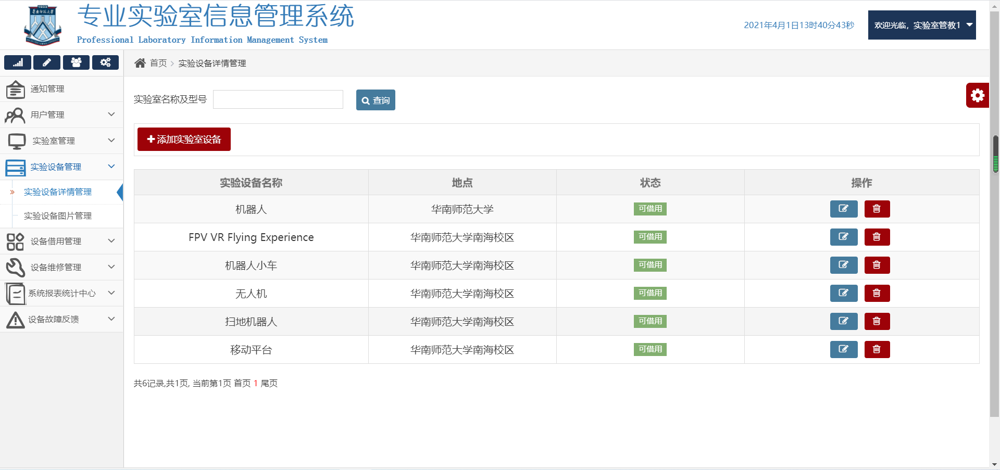 专业实验室信息管理系统
Professional Laboratory Information Management System
2021年4月1日13时40分43秒
欢迎光临，实验室管教1
首页 > 实验设备详情管理
通知管理
用户管理
实验室管理
实验设备管理
实验设备详情管理
实验设备图片管理
设备借用管理
设备维修管理
系统报表统计中心
设备故障反馈
实验室名称及型号
查询
添加实验室设备
实验设备名称 地点 状态 操作
机器人 华南师范大学 可借用
FPV VR Flying Experience 华南师范大学南海校区 可借用
机器人小车 华南师范大学南海校区 可借用
无人机 华南师范大学南海校区 可借用
扫地机器人 华南师范大学南海校区 可借用
移动平台 华南师范大学南海校区 可借用
共6记录,共1页, 当前第1页 首页 1 尾页